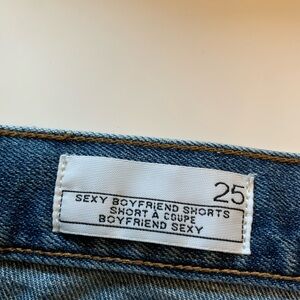 25
SEXY BOYFRIEND SHORTS
SHORT À COUPE
BOYFRIEND SEXY